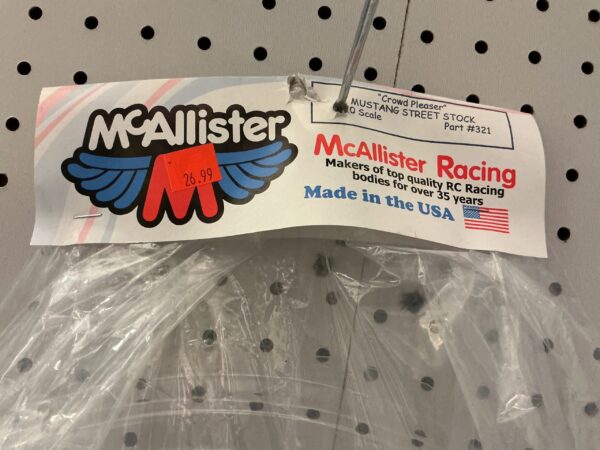 McAllister
M
26.99
"Crowd Pleaser"
MUSTANG STREET STOCK
0 Scale
Part #321
McAllister Racing
Makers of top quality RC Racing
bodies for over 35 years
Made in the USA